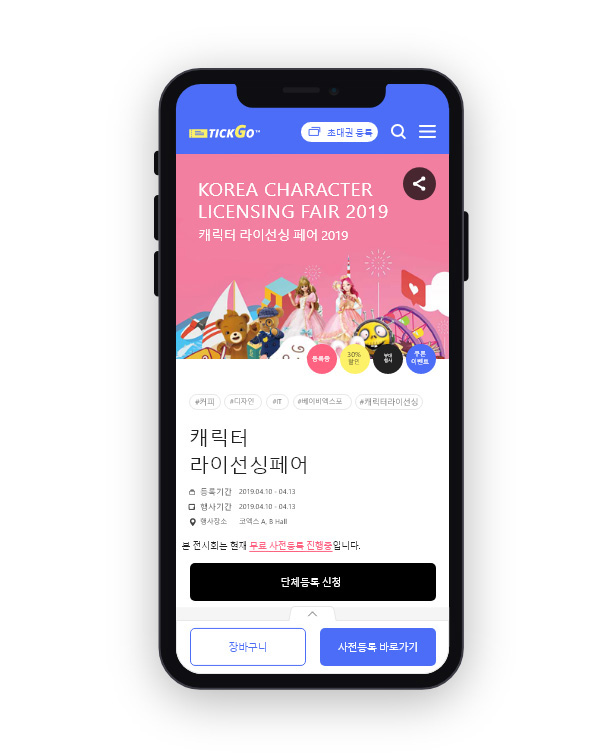 TICKGO™
초대권 등록
KOREA CHARACTER
LICENSING FAIR 2019
캐릭터 라이선싱 페어 2019
등록중
30%
할인
부대
행사
쿠폰
이벤트
#커피 #디자인 #IT #베이비엑스포 #캐릭터라이선싱
캐릭터
라이선싱페어
등록기간 2019.04.10 - 04.13
행사기간 2019.04.10 - 04.13
행사장소 코엑스 A, B Hall
본 전시회는 현재 무료 사전등록 진행중입니다.
단체등록 신청
장바구니
사전등록 바로가기